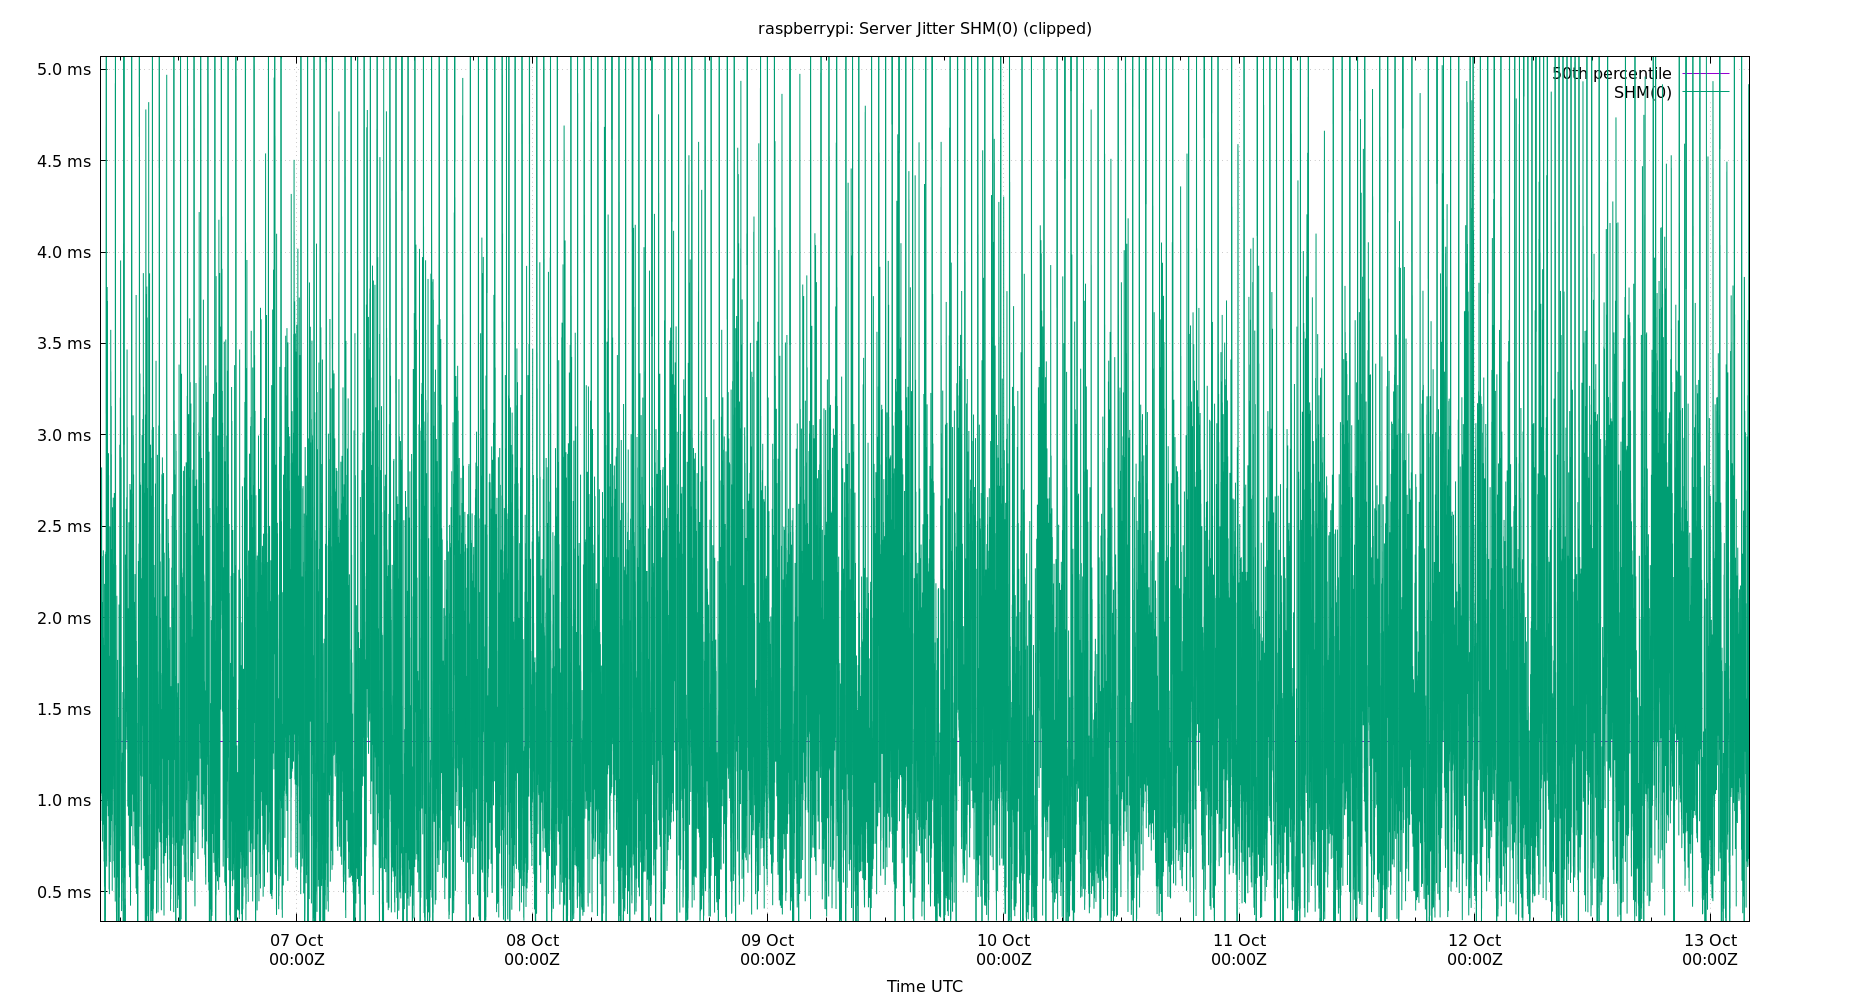 raspberrypi: Server Jitter SHM(0) (clipped)
5.0 ms
50th percentile
SHM(0)
4.5 ms
4.0 ms
3.5 ms
3.0 ms
2.5 ms
2.0 ms
1.5 ms
1.0 ms
0.5 ms
07 Oct 08 Oct 09 Oct 10 Oct 11 Oct 12 Oct 13 Oct
00:00Z 00:00Z 00:00Z 00:00Z 00:00Z 00:00Z 00:00Z
Time UTC